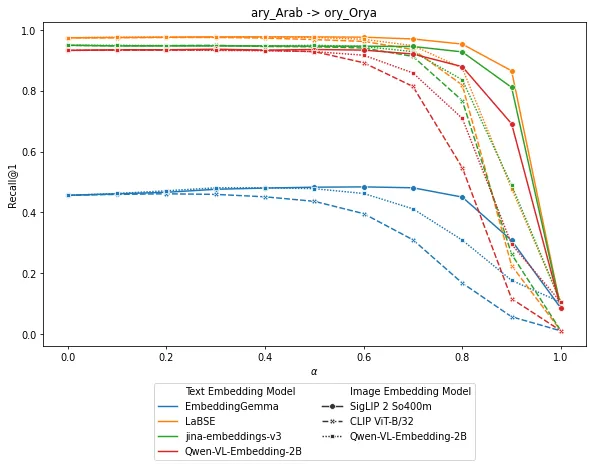 ary_Arab -> ory_Orya
1.0
0.8
0.6
0.4
0.2
0.0
Recall@1
0.0 0.2 0.4 0.6 0.8 1.0
α
Text Embedding Model Image Embedding Model
EmbeddingGemma SigLIP 2 So400m
LaBSE CLIP ViT-B/32
jina-embeddings-v3 Qwen-VL-Embedding-2B
Qwen-VL-Embedding-2B